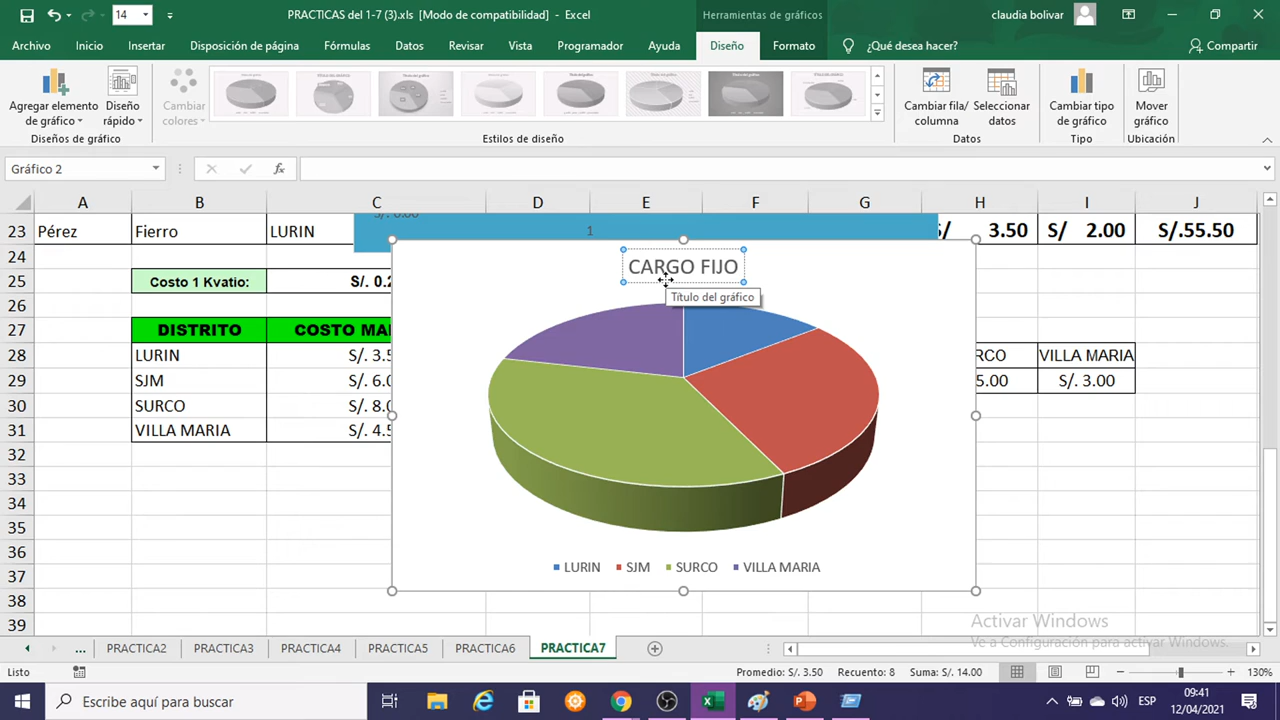 14
PRACTICAS del 1-7 (3).xls [Modo de compatibilidad] - Excel
Herramientas de gráfico
claudia bolivar
Archivo Inicio Insertar Disposición de página Fórmulas Datos Revisar Vista Programador Ayuda Diseño Formato ¿Qué desea hacer? Compartir
Agregar elemento de gráfico
Diseño rápido
Cambiar colores
Cambiar fila/ columna
Seleccionar datos
Cambiar tipo de gráfico
Mover gráfico
Diseños de gráfico Estilos de diseño Datos Tipo Ubicación
Gráfico 2 fx
A B C D E F G H I J
23 Pérez Fierro LURIN 1 S/ 3.50 S/ 2.00 S/.55.50
24
CARGO FIJO
25 Costo 1 Kvatio: S/. 0.2
Título del gráfico
26
27 DISTRITO COSTO MA
28 LURIN S/. 3.5 RCO VILLA MARIA
29 SJM S/. 6.0 5.00 S/. 3.00
30 SURCO S/. 8.0
31 VILLA MARIA S/. 4.5
32
33
34
35
36
37 LURIN SJM SURCO VILLA MARIA
38
39
Activar Windows
Ve a Configuración para activar Windows.
... PRACTICA2 PRACTICA3 PRACTICA4 PRACTICA5 PRACTICA6 PRACTICA7
Listo Promedio: S/. 3.50 Recuento: 8 Suma: S/. 14.00 130%
Escribe aquí para buscar ESP 09:41
12/04/2021